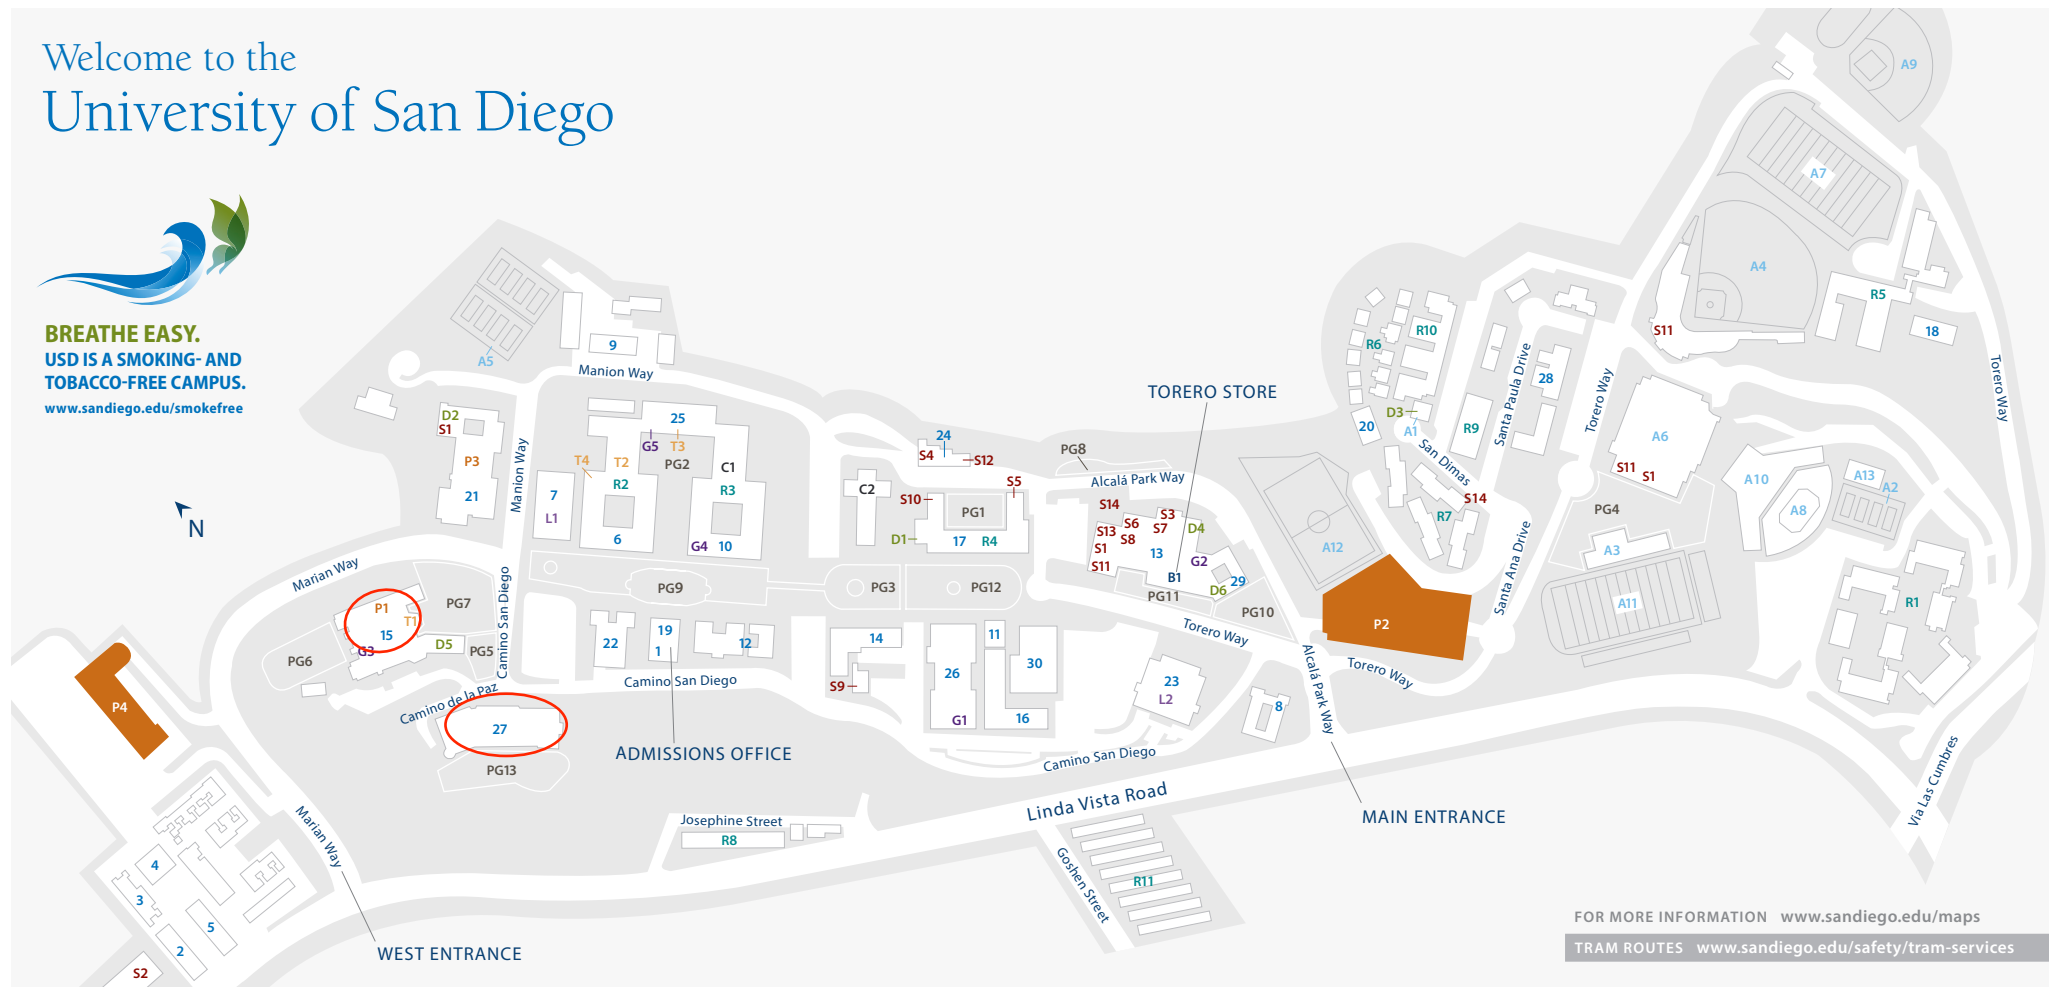 Welcome to the
University of San Diego
BREATHE EASY.
USD IS A SMOKING- AND
TOBACCO-FREE CAMPUS.
www.sandiego.edu/smokefree
N
A9
A7
A4
R5
18
S11
Torero Way
A5
9
Manion Way
R10
R6
28
Santa Paula Drive
Torero Way
TORERO STORE
D2
S1
P3
21
Manion Way
25
G5
T3
T4
T2
PG2
C1
R2
R3
7
L1
6
G4
10
24
S4
S12
C2
S10
S5
PG1
D1
17
R4
PG8
Alcalá Park Way
S14
S3
S6
S7
D4
S13
S8
S1
13
S11
G2
B1
29
D6
PG11
PG10
A12
20
D3
A1
R9
San Dimas
S14
R7
Santa Ana Drive
A6
S11
S1
PG4
A10
A8
A13
A2
A3
A11
R1
Marian Way
P1
T1
15
G3
PG7
D5
PG5
PG6
Camino San Diego
PG9
PG3
PG12
22
19
1
12
14
11
26
30
S9
G1
16
Torero Way
23
L2
8
P2
Torero Way
Alcalá Park Way
Camino San Diego
Camino de la Paz
27
PG13
P4
ADMISSIONS OFFICE
Camino San Diego
Linda Vista Road
MAIN ENTRANCE
Via Las Cumbres
Josephine Street
R8
Goshen Street
R11
Marian Way
4
3
5
2
S2
WEST ENTRANCE
FOR MORE INFORMATION www.sandiego.edu/maps
TRAM ROUTES www.sandiego.edu/safety/tram-services